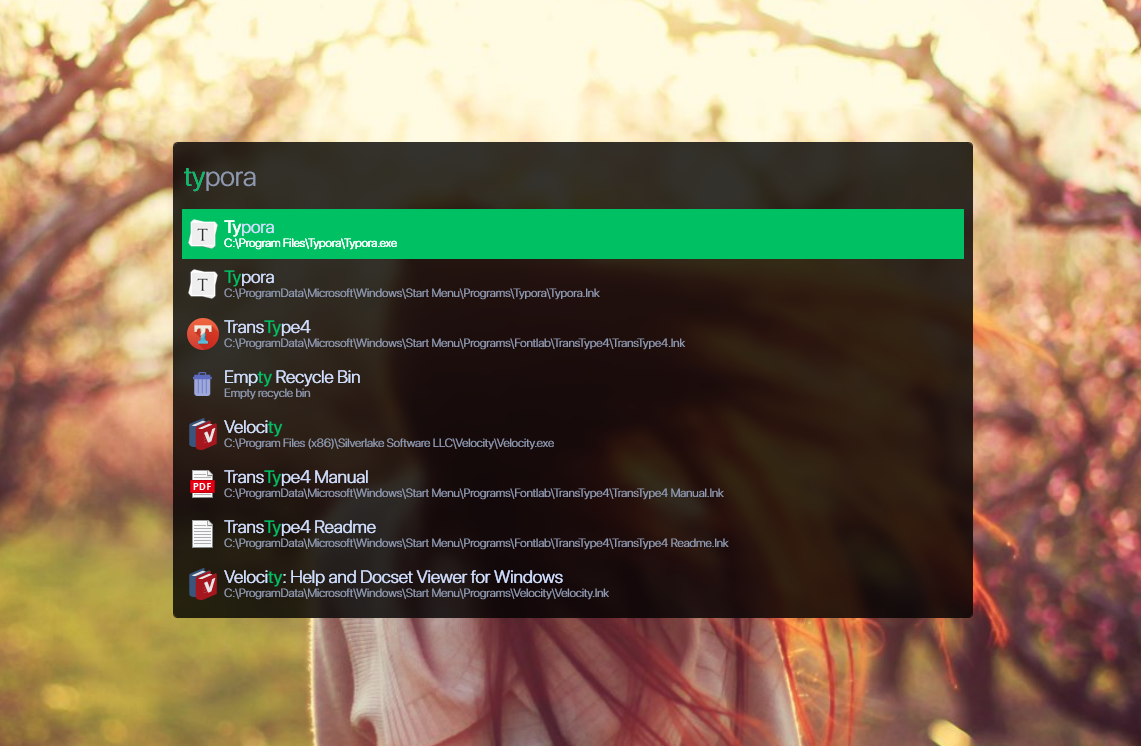 typora
T
Typora
C:\Program Files\Typora\Typora.exe
T
Typora
C:\ProgramData\Microsoft\Windows\Start Menu\Programs\Typora\Typora.lnk
T
TransType4
C:\ProgramData\Microsoft\Windows\Start Menu\Programs\Fontlab\TransType4\TransType4.lnk
Empty Recycle Bin
Empty recycle bin
V
Velocity
C:\Program Files (x86)\Silverlake Software LLC\Velocity\Velocity.exe
PDF
TransType4 Manual
C:\ProgramData\Microsoft\Windows\Start Menu\Programs\Fontlab\TransType4\TransType4 Manual.lnk
TransType4 Readme
C:\ProgramData\Microsoft\Windows\Start Menu\Programs\Fontlab\TransType4\TransType4 Readme.lnk
V
Velocity: Help and Docset Viewer for Windows
C:\ProgramData\Microsoft\Windows\Start Menu\Programs\Velocity\Velocity.lnk